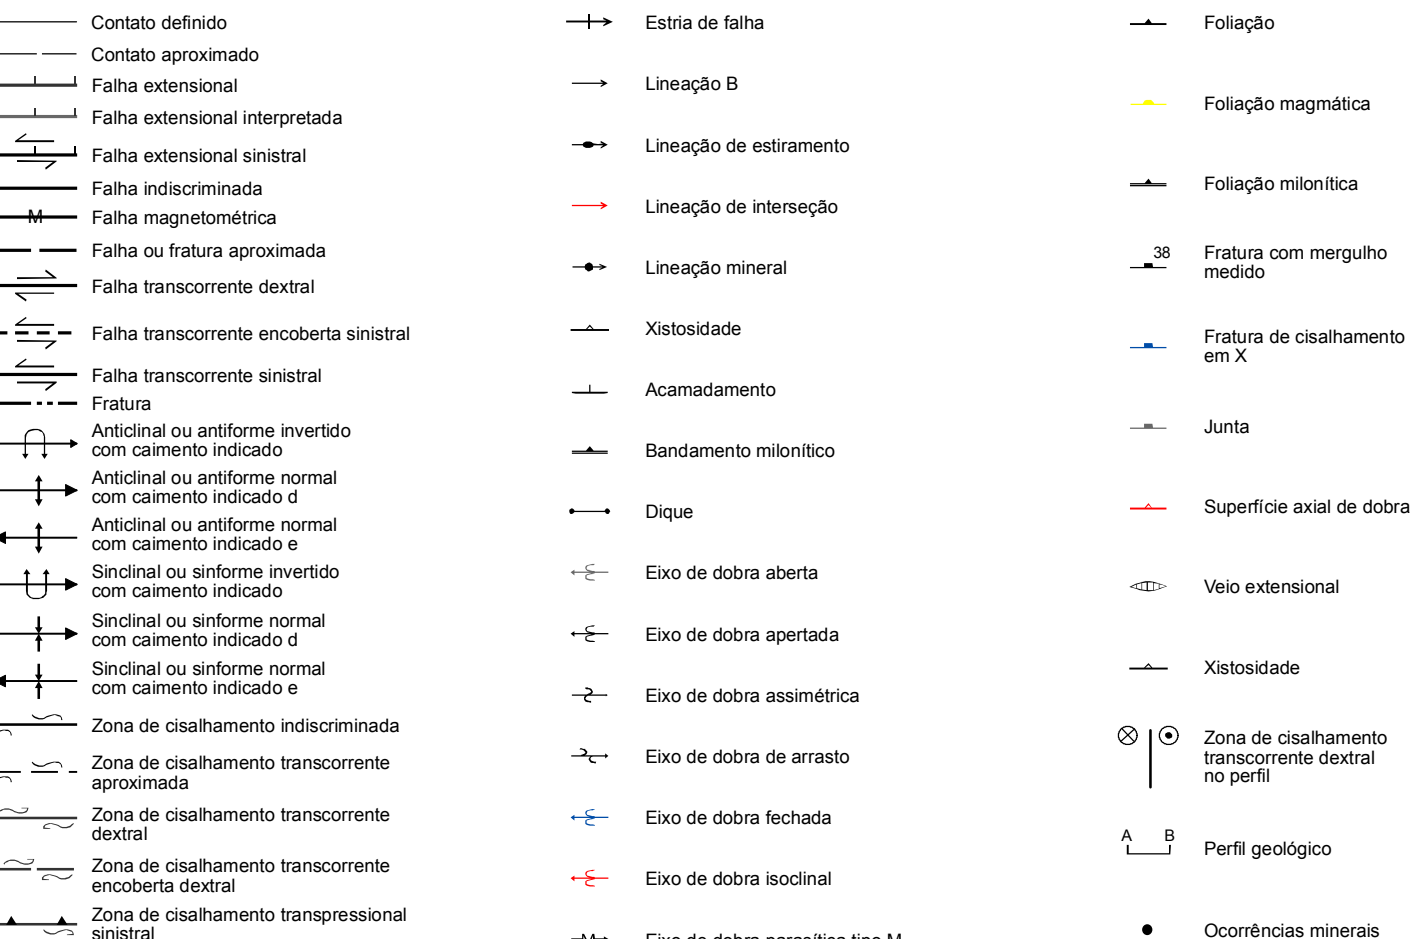 Contato definido
Contato aproximado
Falha extensional
Falha extensional interpretada
Falha extensional sinistral
Falha indiscriminada
M
Falha magnetométrica
Falha ou fratura aproximada
Falha transcorrente dextral
Falha transcorrente encoberta sinistral
Falha transcorrente sinistral
Fratura
Anticlinal ou antiforme invertido
com caimento indicado
Anticlinal ou antiforme normal
com caimento indicado d
Anticlinal ou antiforme normal
com caimento indicado e
Sinclinal ou sinforme invertido
com caimento indicado
Sinclinal ou sinforme normal
com caimento indicado d
Sinclinal ou sinforme normal
com caimento indicado e
Zona de cisalhamento indiscriminada
Zona de cisalhamento transcorrente
aproximada
Zona de cisalhamento transcorrente
dextral
Zona de cisalhamento transcorrente
encoberta dextral
Zona de cisalhamento transpressional
sinistral
Estria de falha
Lineação B
Lineação de estiramento
Lineação de interseção
Lineação mineral
Xistosidade
Acamadamento
Bandamento milonítico
Dique
Eixo de dobra aberta
Eixo de dobra apertada
Eixo de dobra assimétrica
Eixo de dobra de arrasto
Eixo de dobra fechada
Eixo de dobra isoclinal
M
Eixo de dobra parasítica tipo M
Foliação
Foliação magmática
Foliação milonítica
38
Fratura com mergulho
medido
Fratura de cisalhamento
em X
Junta
Superfície axial de dobra
Veio extensional
Xistosidade
Zona de cisalhamento
transcorrente dextral
no perfil
A B
Perfil geológico
Ocorrências minerais